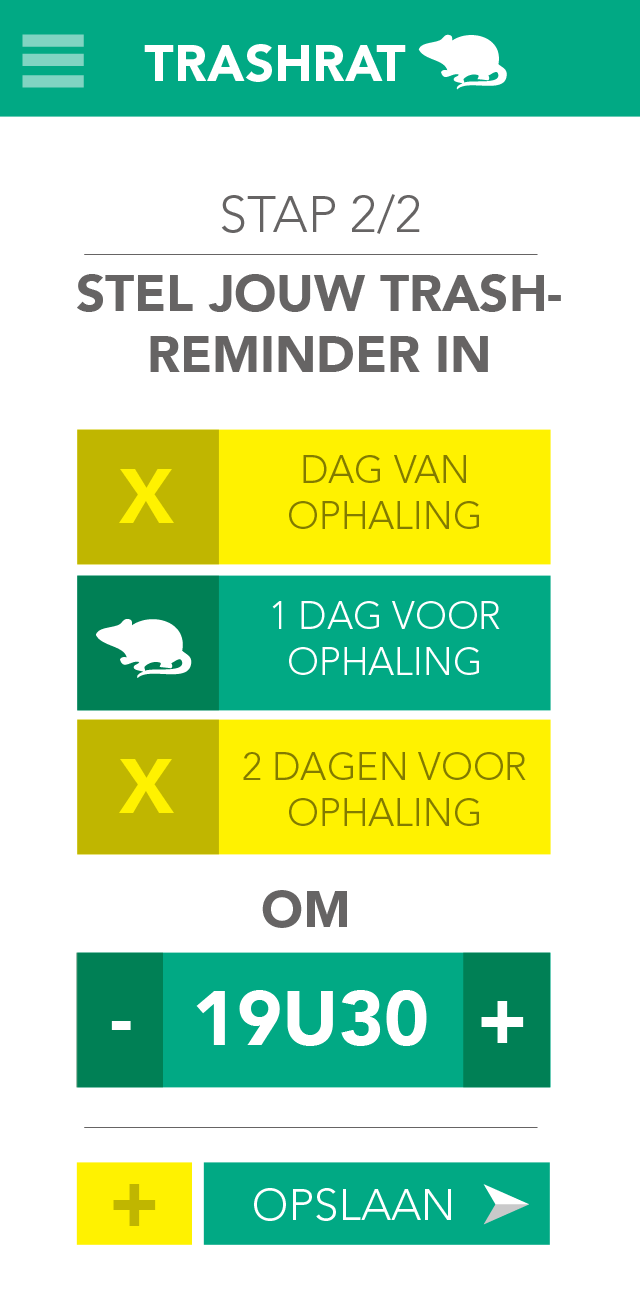 TRASHRAT
STAP 2/2
STEL JOUW TRASH-
REMINDER IN
X
DAG VAN
OPHALING
1 DAG VOOR
OPHALING
X
2 DAGEN VOOR
OPHALING
OM
- 19U30 +
+ OPSLAAN